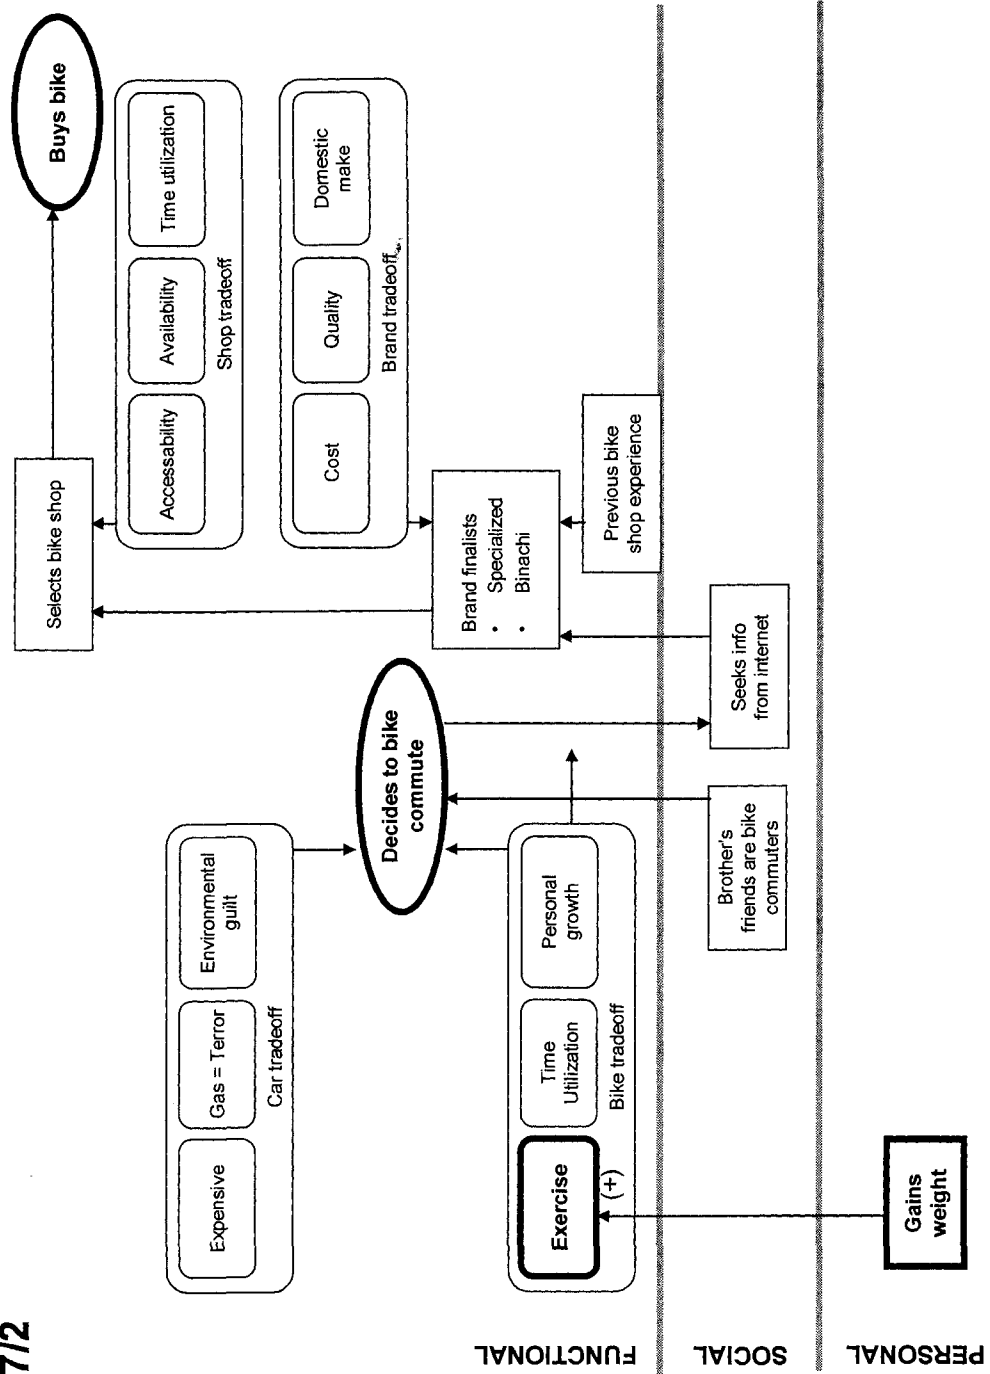 7/2
Expensive
Gas = Terror
Environmental
guilt
Car tradeoff
Decides to bike
commute
Exercise
(+)
Time
Utilization
Personal
growth
Bike tradeoff
Selects bike shop
Buys bike
Accessability
Availability
Time utilization
Shop tradeoff
Cost
Quality
Domestic
make
Brand tradeoff
Brand finalists
• Specialized
• Binachi
Previous bike
shop experience
Brother's
friends are bike
commuters
Seeks info
from internet
Gains
weight
FUNCTIONAL
SOCIAL
PERSONAL